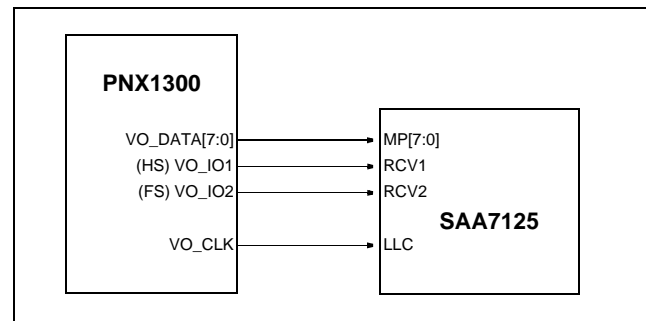 PNX1300
VO_DATA[7:0] MP[7:0]
(HS) VO_IO1 RCV1
(FS) VO_IO2 RCV2
SAA7125
VO_CLK LLC